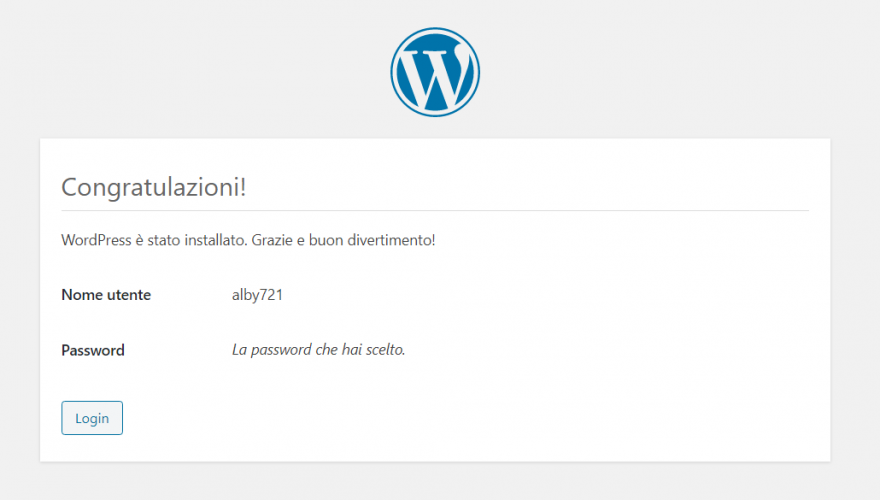 Congratulazioni!
WordPress è stato installato. Grazie e buon divertimento!
Nome utente alby721
Password La password che hai scelto.
Login